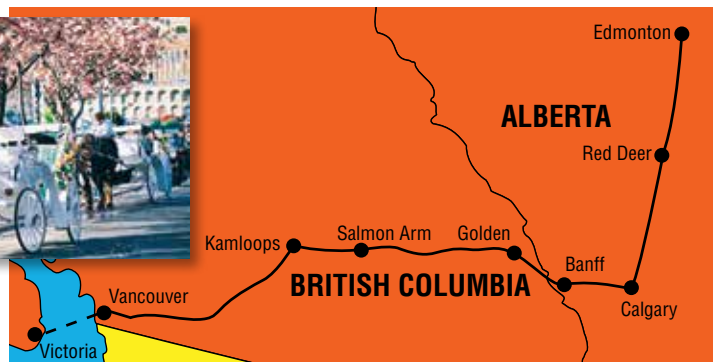 Edmonton
ALBERTA
Red Deer
Kamloops
Salmon Arm
Golden
Banff
BRITISH COLUMBIA
Calgary
Vancouver
Victoria